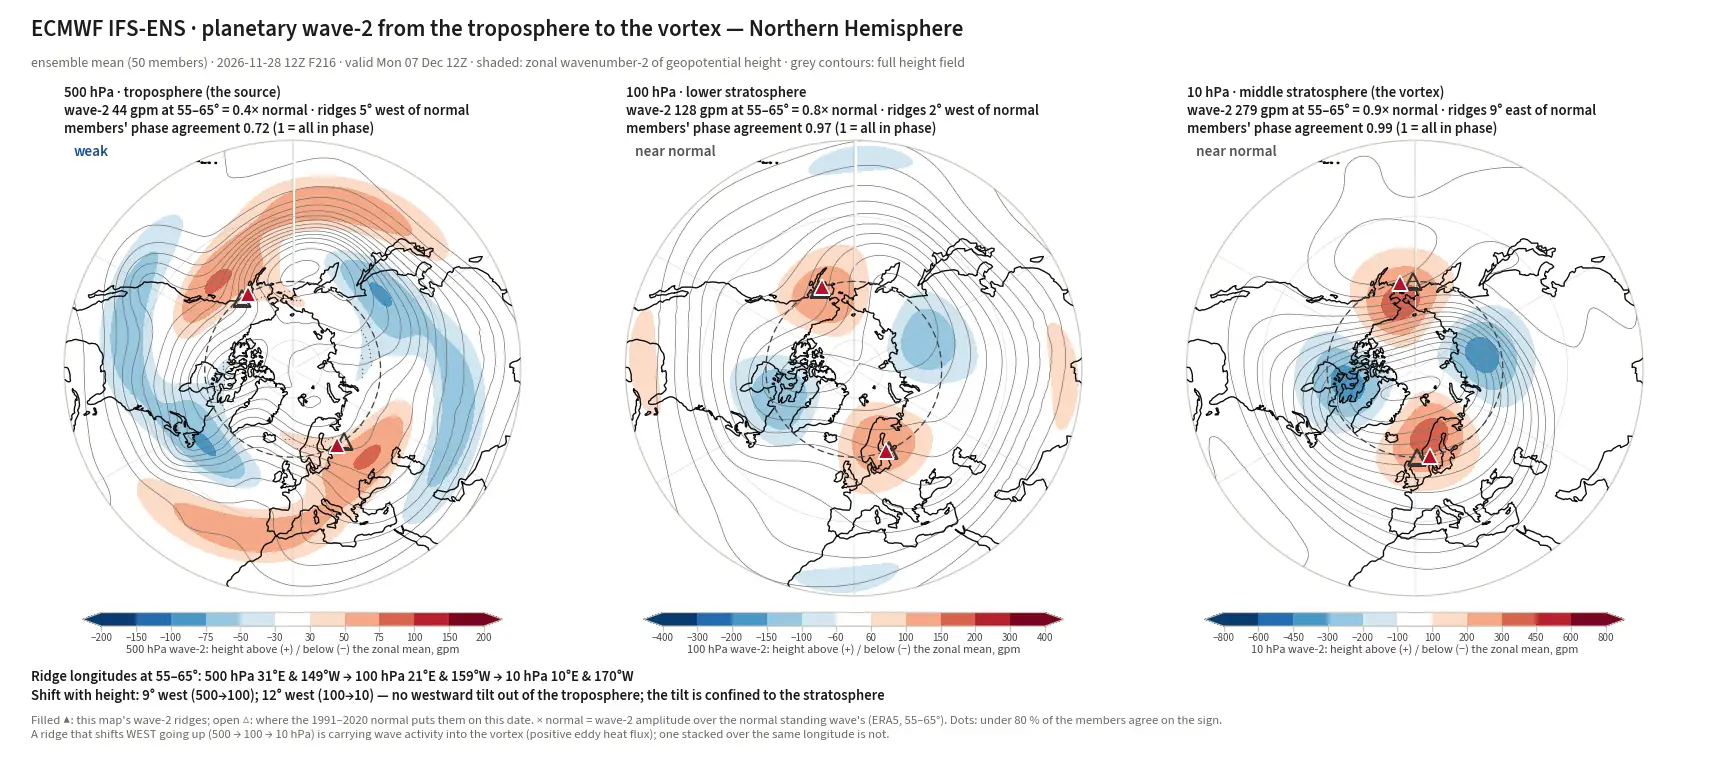 ECMWF IFS-ENS · planetary wave-2 from the troposphere to the vortex — Northern Hemisphere
ensemble mean (50 members) · 2026-11-28 12Z F216 · valid Mon 07 Dec 12Z · shaded: zonal wavenumber-2 of geopotential height · grey contours: full height field
500 hPa · troposphere (the source)
wave-2 44 gpm at 55–65° = 0.4× normal · ridges 5° west of normal
members' phase agreement 0.72 (1 = all in phase)
weak
100 hPa · lower stratosphere
wave-2 128 gpm at 55–65° = 0.8× normal · ridges 2° west of normal
members' phase agreement 0.97 (1 = all in phase)
near normal
10 hPa · middle stratosphere (the vortex)
wave-2 279 gpm at 55–65° = 0.9× normal · ridges 9° east of normal
members' phase agreement 0.99 (1 = all in phase)
near normal
−200 −150 −100 −75 −50 −30 30 50 75 100 150 200
500 hPa wave-2: height above (+) / below (−) the zonal mean, gpm
−400 −300 −200 −150 −100 −60 60 100 150 200 300 400
100 hPa wave-2: height above (+) / below (−) the zonal mean, gpm
−800 −600 −450 −300 −200 −100 100 200 300 450 600 800
10 hPa wave-2: height above (+) / below (−) the zonal mean, gpm
Ridge longitudes at 55–65°: 500 hPa 31°E & 149°W → 100 hPa 21°E & 159°W → 10 hPa 10°E & 170°W
Shift with height: 9° west (500→100); 12° west (100→10) — no westward tilt out of the troposphere; the tilt is confined to the stratosphere
Filled ▲: this map's wave-2 ridges; open △: where the 1991–2020 normal puts them on this date. × normal = wave-2 amplitude over the normal standing wave's (ERA5, 55–65°). Dots: under 80 % of the members agree on the sign.
A ridge that shifts WEST going up (500 → 100 → 10 hPa) is carrying wave activity into the vortex (positive eddy heat flux); one stacked over the same longitude is not.